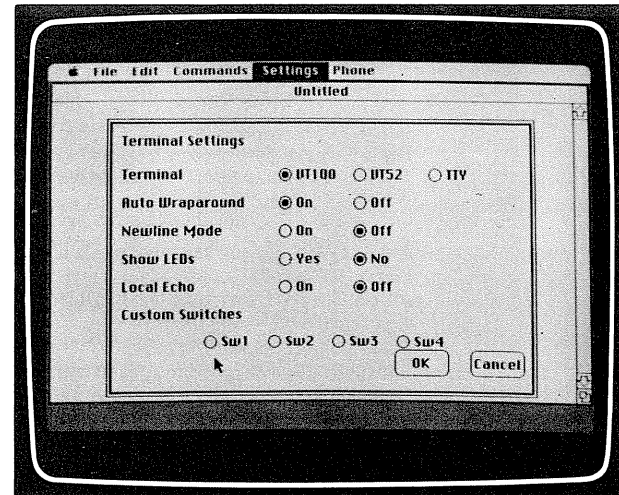 File Edit Commands Settings Phone
Untitled
Terminal Settings
Terminal VT100 VT52 TTY
Auto Wraparound On Off
Newline Mode On Off
Show LEDs Yes No
Local Echo On Off
Custom Switches
Sw1 Sw2 Sw3 Sw4
OK Cancel